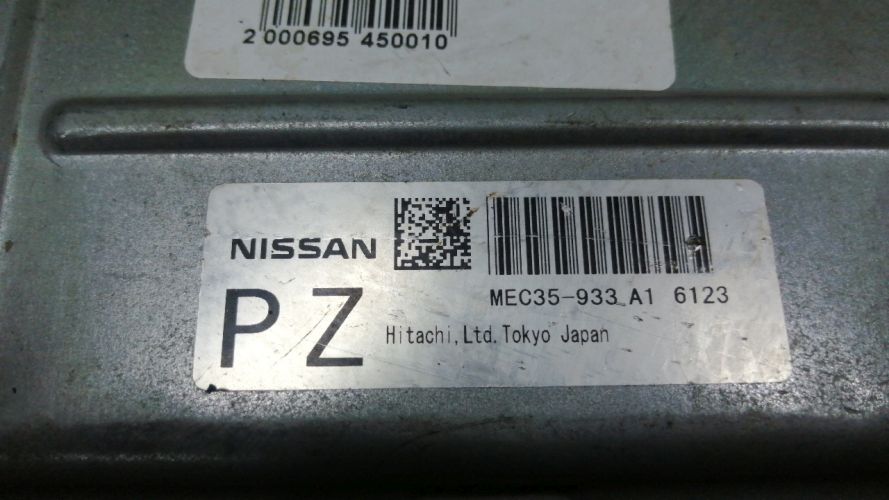 2 000695 450010
NISSAN
MEC35-933 A1 6123
PZ
Hitachi,Ltd.Tokyo Japan